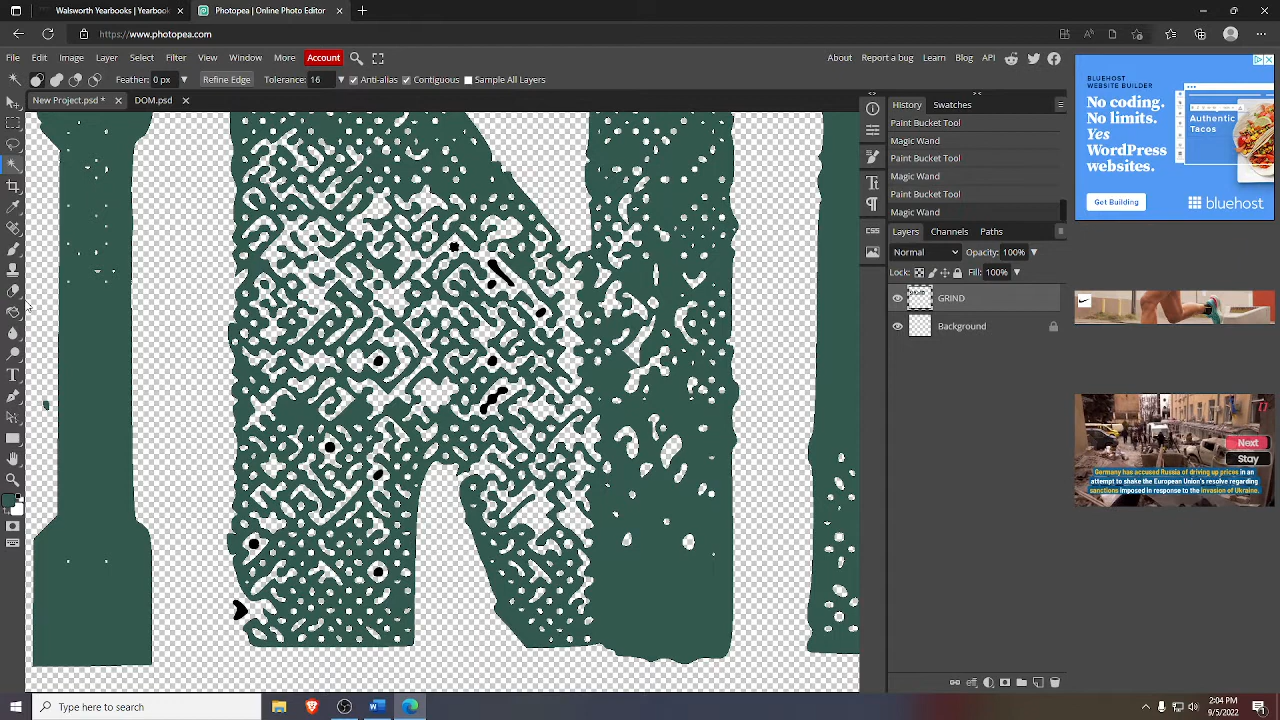 Walsworth Yearbooks | Yearbook
Photopea | Online Photo Editor
https://www.photopea.com
File Edit Image Layer Select Filter View Window More Account
About Report a Bug Learn Blog API
Feather: 0 px Refine Edge Tolerance: 16 Anti-alias Contiguous Sample All Layers
New Project.psd * DOM.psd
History Swatches
Paint Bucket Tool
Magic Wand
Paint Bucket Tool
Magic Wand
Paint Bucket Tool
Magic Wand
Layers Channels Paths
Normal Opacity: 100%
Lock: Fill: 100%
GRIND
Background
CSS
BLUEHOST
WEBSITE BUILDER
No coding.
No limits.
Yes
WordPress
websites.
Get Building
bluehost
Authentic
Tacos
Next
Stay
Germany has accused Russia of driving up prices in an
attempt to shake the European Union's resolve regarding
sanctions imposed in response to the invasion of Ukraine.
Type here to search
2:04 PM
9/5/2022